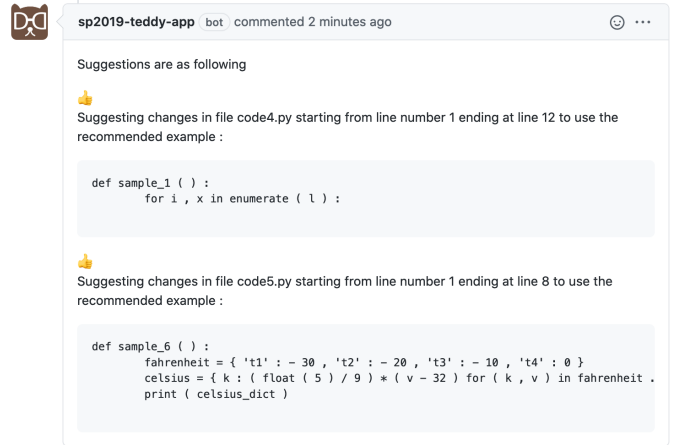 sp2019-teddy-app bot commented 2 minutes ago
Suggestions are as following
Suggesting changes in file code4.py starting from line number 1 ending at line 12 to use the
recommended example :
def sample_1 ( ) :
        for i , x in enumerate ( l ) :
Suggesting changes in file code5.py starting from line number 1 ending at line 8 to use the
recommended example :
def sample_6 ( ) :
        fahrenheit = { 't1' : - 30 , 't2' : - 20 , 't3' : - 10 , 't4' : 0 }
        celsius = { k : ( float ( 5 ) / 9 ) * ( v - 32 ) for ( k , v ) in fahrenheit .
        print ( celsius_dict )